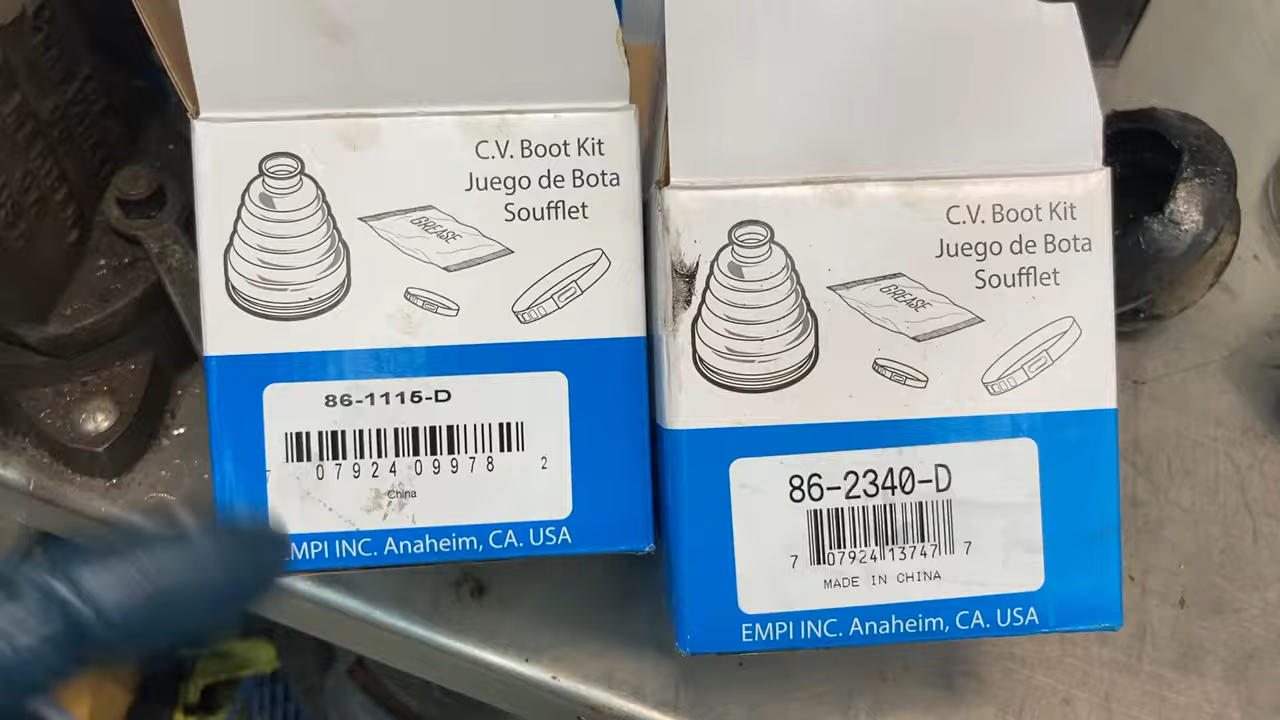 C.V. Boot Kit
Juego de Bota
Soufflet
GREASE
86-1115-D
7 07924 09978 2
China
EMPI INC. Anaheim, CA. USA
C.V. Boot Kit
Juego de Bota
Soufflet
GREASE
86-2340-D
7 07924 13747 7
MADE IN CHINA
EMPI INC. Anaheim, CA. USA